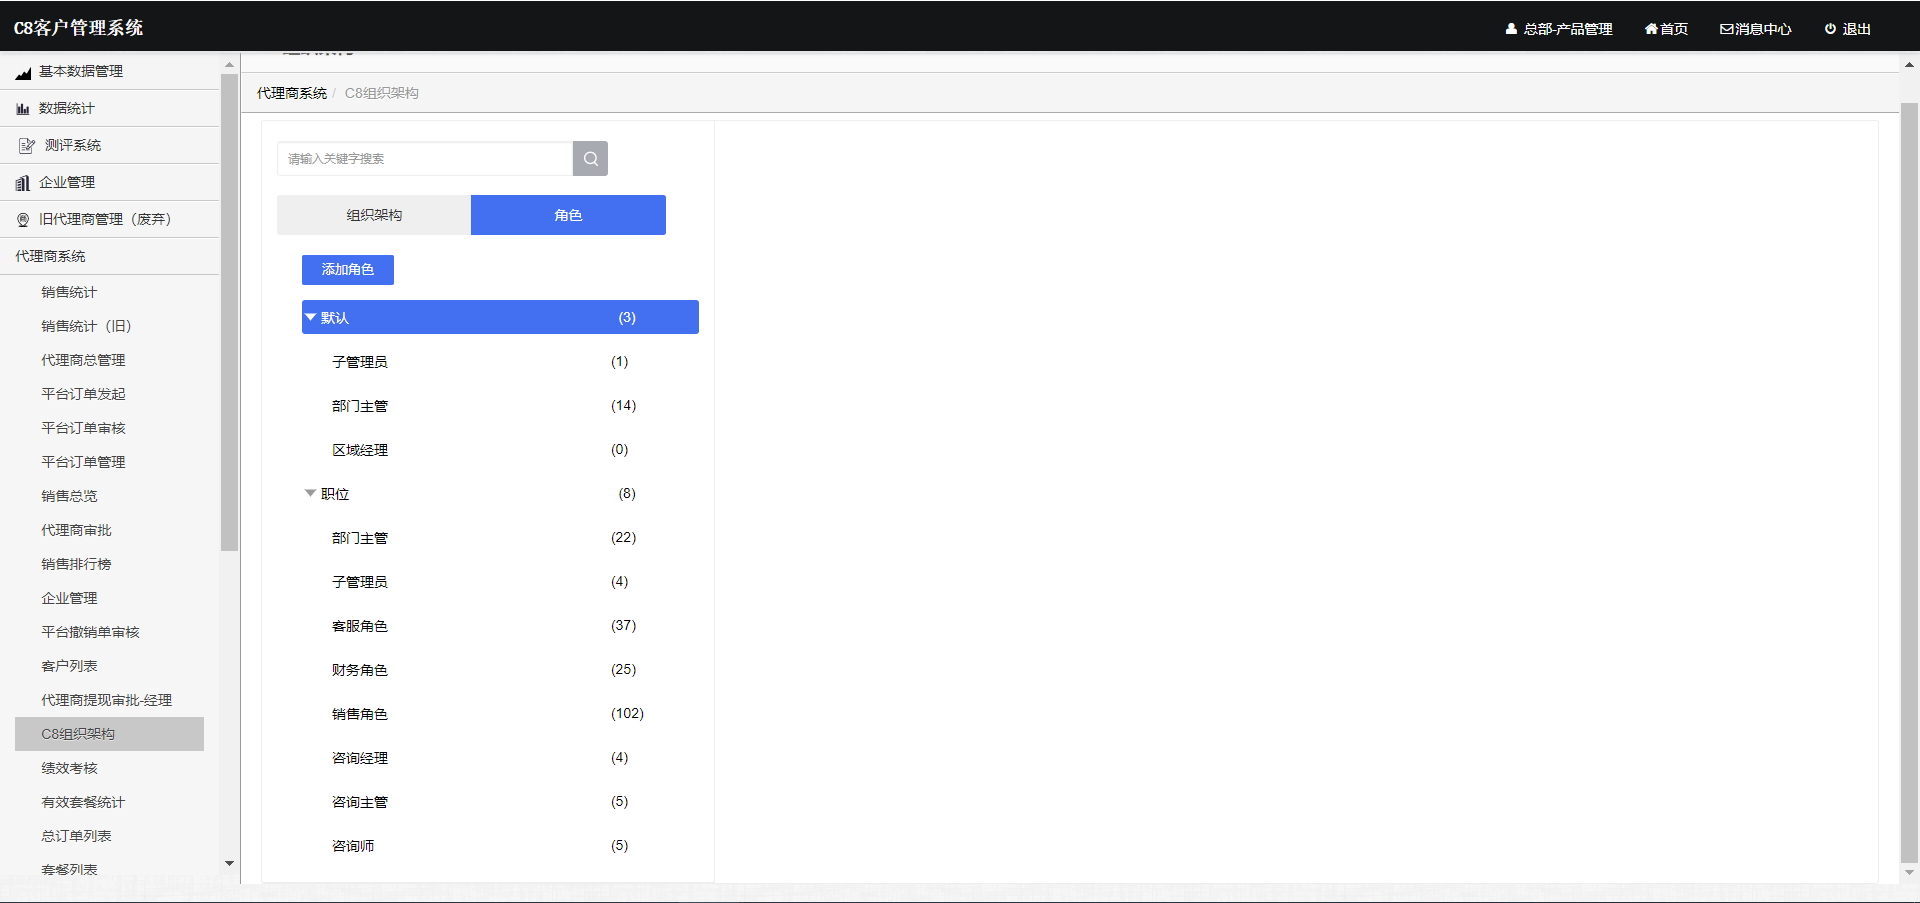 C8客户管理系统
总部-产品管理
首页
消息中心
退出
基本数据管理
数据统计
测评系统
企业管理
旧代理商管理（废弃）
代理商系统
销售统计
销售统计（旧）
代理商总管理
平台订单发起
平台订单审核
平台订单管理
销售总览
代理商审批
销售排行榜
企业管理
平台撤销单审核
客户列表
代理商提现审批-经理
C8组织架构
绩效考核
有效套餐统计
总订单列表
套餐列表
代理商系统 / C8组织架构
请输入关键字搜索
组织架构
角色
添加角色
默认 (3)
子管理员 (1)
部门主管 (14)
区域经理 (0)
职位 (8)
部门主管 (22)
子管理员 (4)
客服角色 (37)
财务角色 (25)
销售角色 (102)
咨询经理 (4)
咨询主管 (5)
咨询师 (5)